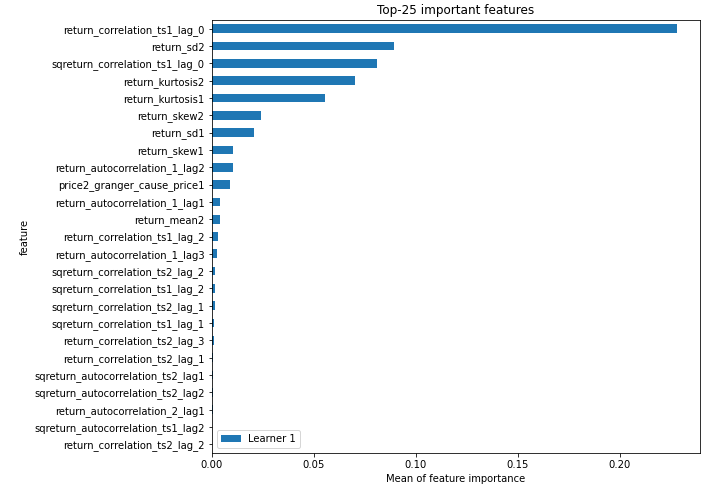 Top-25 important features
return_correlation_ts1_lag_0
return_sd2
sqreturn_correlation_ts1_lag_0
return_kurtosis2
return_kurtosis1
return_skew2
return_sd1
return_skew1
return_autocorrelation_1_lag2
price2_granger_cause_price1
return_autocorrelation_1_lag1
return_mean2
return_correlation_ts1_lag_2
return_autocorrelation_1_lag3
sqreturn_correlation_ts2_lag_2
sqreturn_correlation_ts1_lag_2
sqreturn_correlation_ts2_lag_1
sqreturn_correlation_ts1_lag_1
return_correlation_ts2_lag_3
return_correlation_ts2_lag_1
sqreturn_autocorrelation_ts2_lag1
sqreturn_autocorrelation_ts2_lag2
return_autocorrelation_2_lag1
sqreturn_autocorrelation_ts1_lag2
return_correlation_ts2_lag_2
feature
Learner 1
0.00 0.05 0.10 0.15 0.20
Mean of feature importance